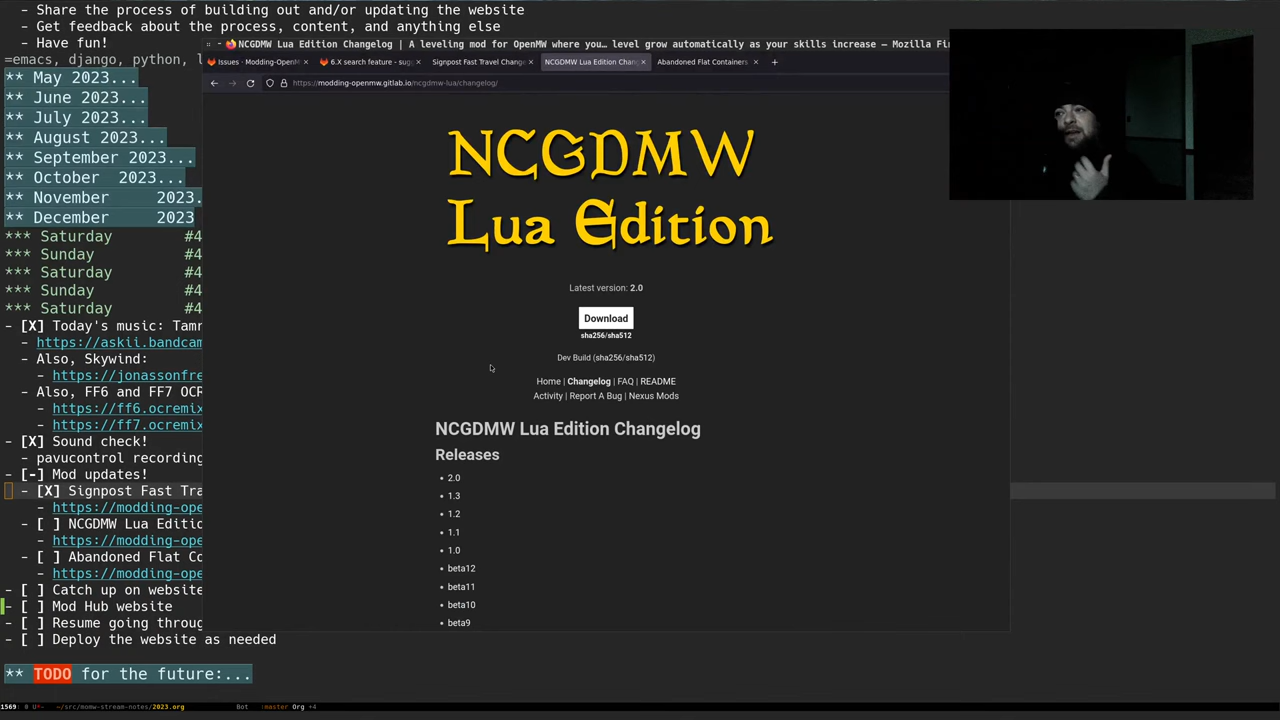 - Share the process of building out and/or updating the website
- Get feedback about the process, content, and anything else
- Have fun!
=emacs, django, python, l
** May 2023...
** June 2023...
** July 2023...
** August 2023...
** September 2023...
** October  2023...
** November    2023.
** December    2023
*** Saturday    #4
*** Sunday    #4
*** Saturday    #4
*** Sunday    #4
*** Saturday    #4
- [X] Today's music: Tamr
- https://askii.bandcam
- Also, Skywind:
- https://jonassonfre
- Also, FF6 and FF7 OCR
- https://ff6.ocremix
- https://ff7.ocremix
- [X] Sound check!
- pavucontrol recording
- [-] Mod updates!
- [X] Signpost Fast Tra
- https://modding-ope
- [ ] NCGDMW Lua Editio
- https://modding-ope
- [ ] Abandoned Flat Co
- https://modding-ope
- [ ] Catch up on website
- [ ] Mod Hub website
- [ ] Resume going throug
- [ ] Deploy the website as needed
** TODO for the future:...
1569: 0 U*- ~/src/momw-stream-notes/2023.org Bot :master Org +4
NCGDMW Lua Edition Changelog | A leveling mod for OpenMW where you… level grow automatically as your skills increase — Mozilla Fir
Issues · Modding-OpenM
6.X search feature - sug
Signpost Fast Travel Chang
NCGDMW Lua Edition Chan
Abandoned Flat Containers
https://modding-openmw.gitlab.io/ncgdmw-lua/changelog/
NCGDMW
Lua Edition
Latest version: 2.0
Download
sha256/sha512
Dev Build (sha256/sha512)
Home | Changelog | FAQ | README
Activity | Report A Bug | Nexus Mods
NCGDMW Lua Edition Changelog
Releases
• 2.0
• 1.3
• 1.2
• 1.1
• 1.0
• beta12
• beta11
• beta10
• beta9